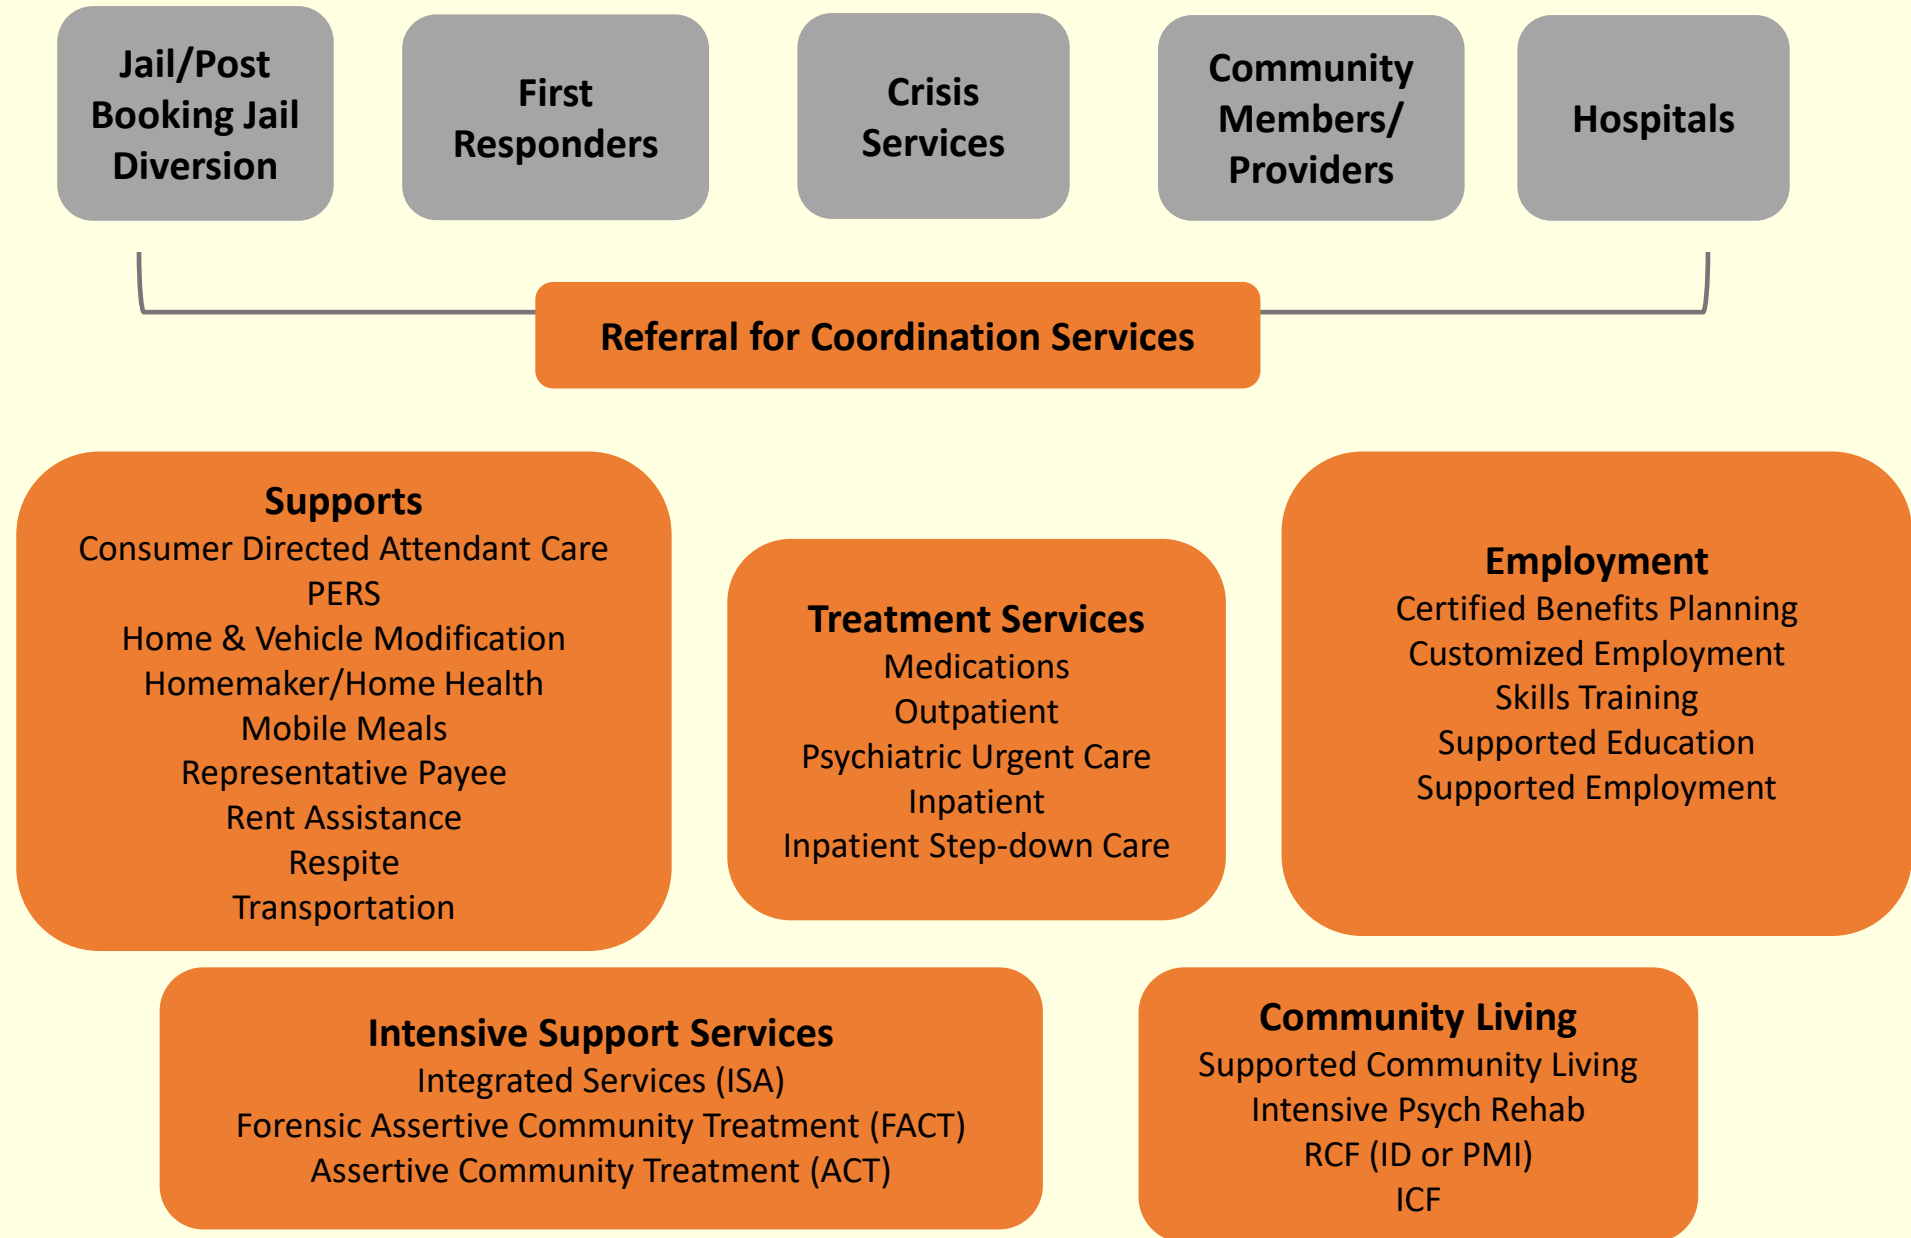 Jail/Post
Booking Jail
Diversion
First
Responders
Crisis
Services
Community
Members/
Providers
Hospitals
Referral for Coordination Services
Supports
Consumer Directed Attendant Care
PERS
Home & Vehicle Modification
Homemaker/Home Health
Mobile Meals
Representative Payee
Rent Assistance
Respite
Transportation
Treatment Services
Medications
Outpatient
Psychiatric Urgent Care
Inpatient
Inpatient Step-down Care
Employment
Certified Benefits Planning
Customized Employment
Skills Training
Supported Education
Supported Employment
Intensive Support Services
Integrated Services (ISA)
Forensic Assertive Community Treatment (FACT)
Assertive Community Treatment (ACT)
Community Living
Supported Community Living
Intensive Psych Rehab
RCF (ID or PMI)
ICF